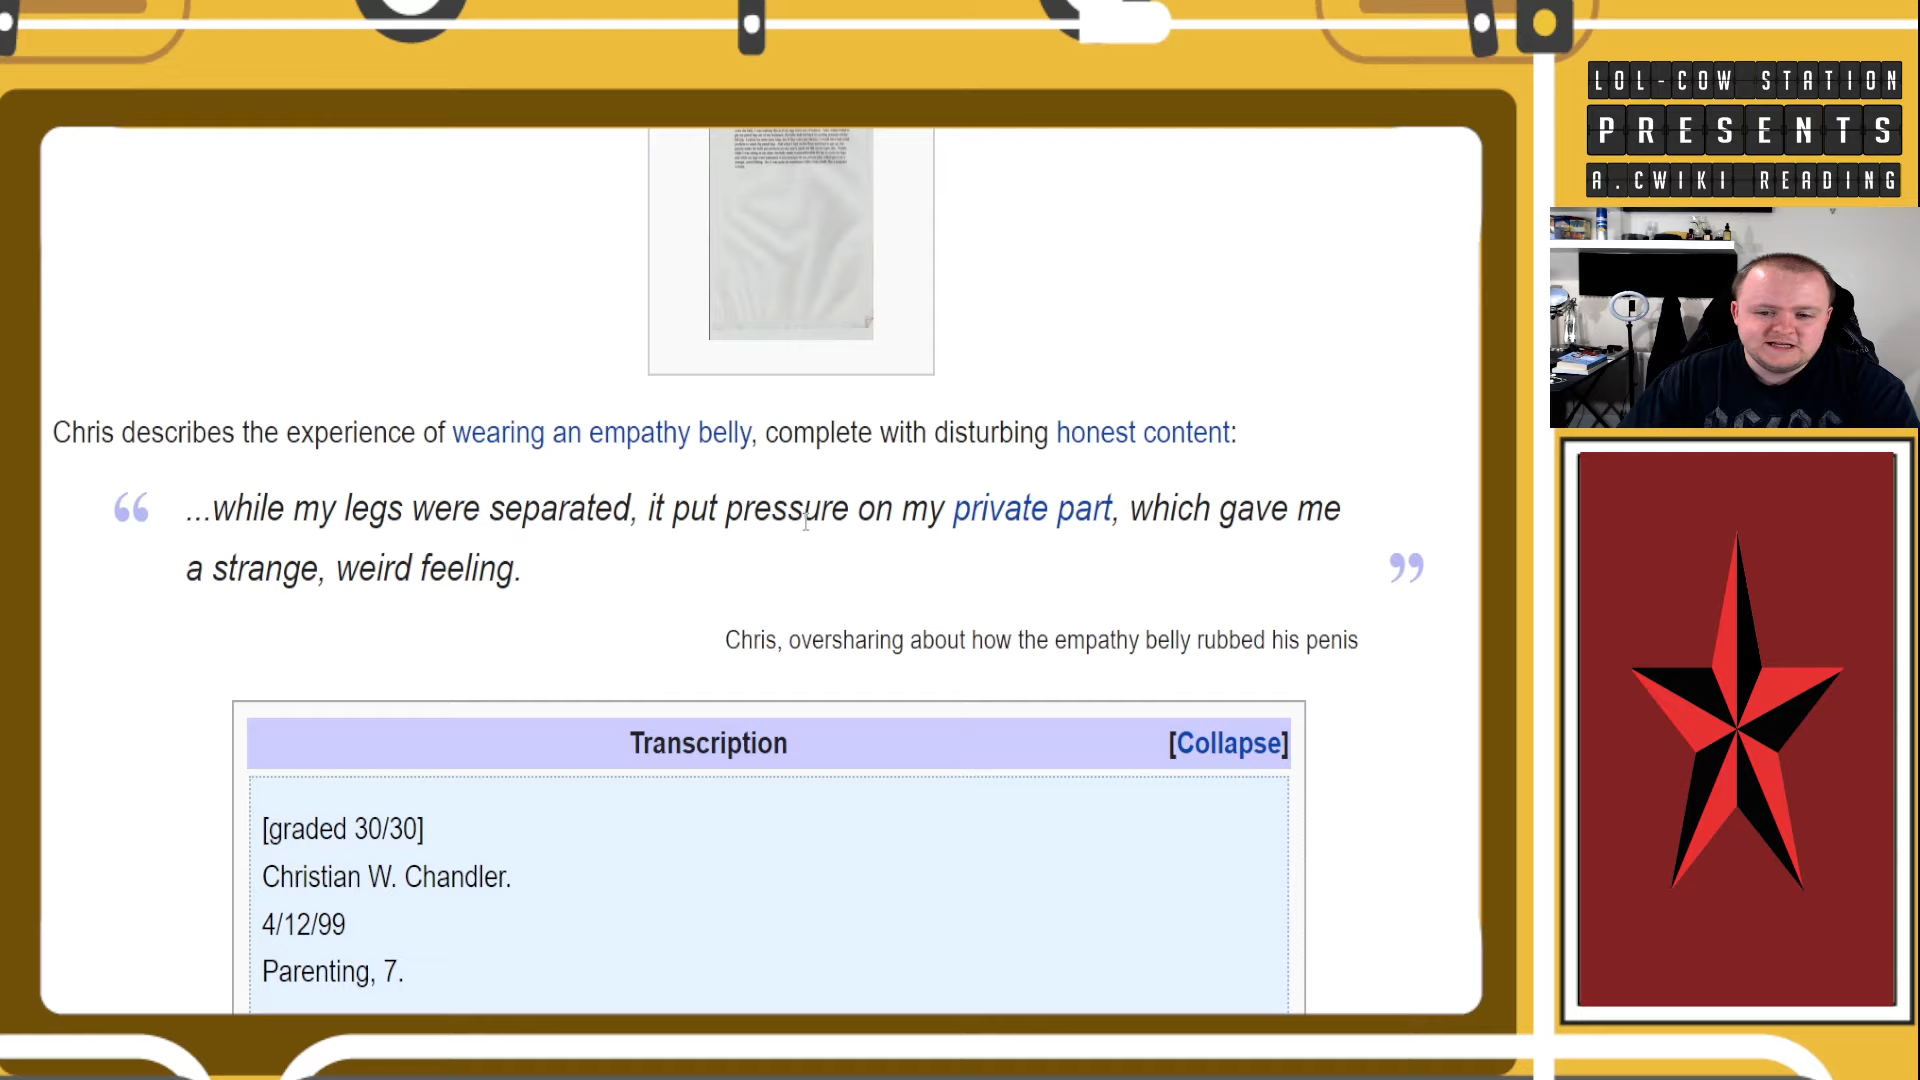 LOL-COW STATION
PRESENTS
A.CWIKI READING
Chris describes the experience of wearing an empathy belly, complete with disturbing honest content:
“ ...while my legs were separated, it put pressure on my private part, which gave me
a strange, weird feeling. ”
Chris, oversharing about how the empathy belly rubbed his penis
Transcription [Collapse]
[graded 30/30]
Christian W. Chandler.
4/12/99
Parenting, 7.